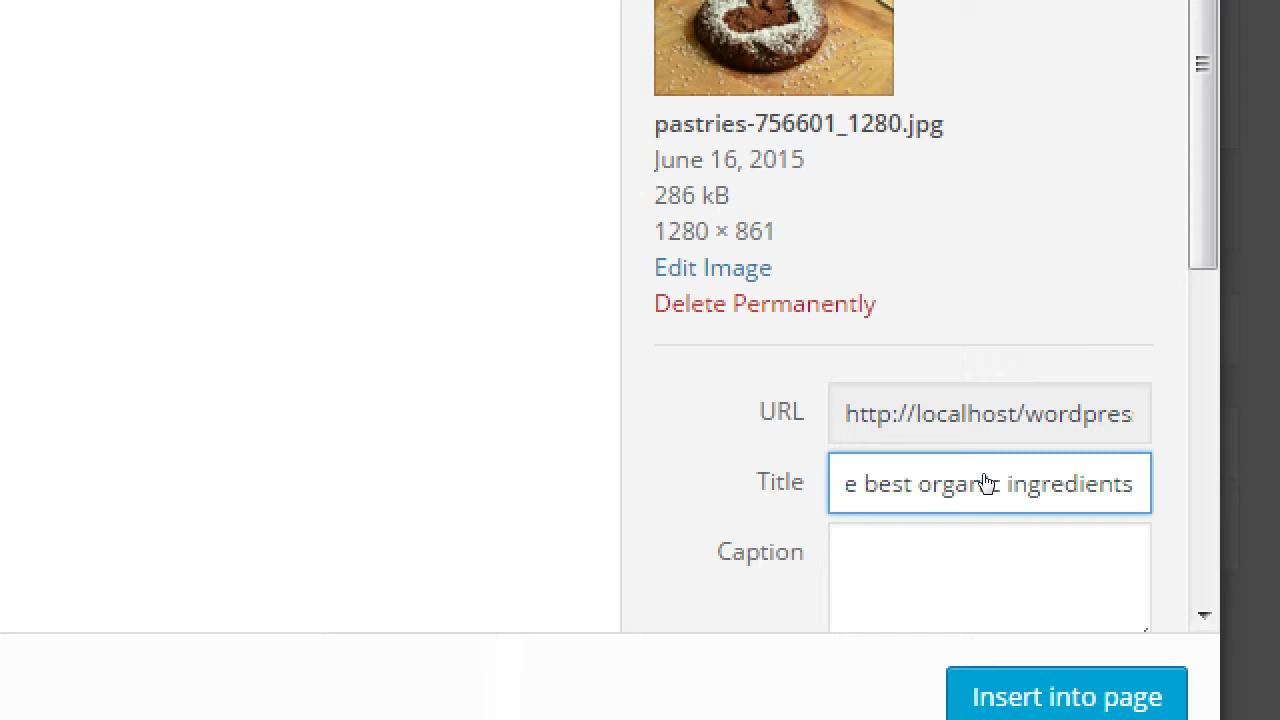 pastries-756601_1280.jpg
June 16, 2015
286 kB
1280 × 861
Edit Image
Delete Permanently
URL http://localhost/wordpres
Title e best organic ingredients
Caption
Insert into page